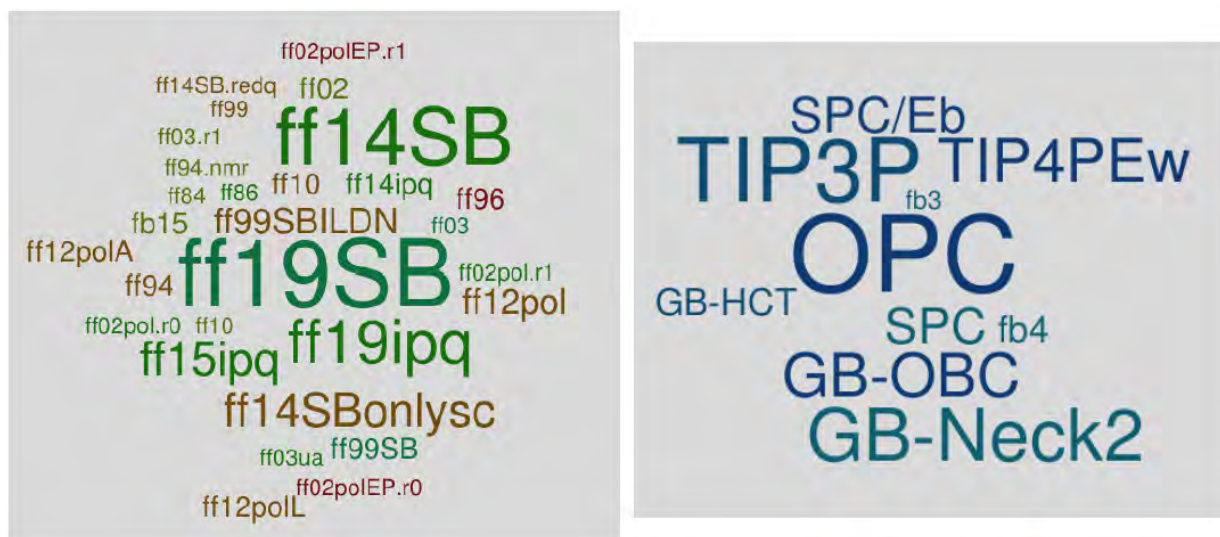 ff02polEP.r1
ff14SB.redq ff02
ff99
ff14SB
ff03.r1
ff94.nmr
ff84 ff86 ff10 ff14ipq ff96
fb15 ff99SBILDN ff03
ff12polA
ff19SB
ff94
ff02pol.r1
ff12pol
ff02pol.r0 ff10
ff15ipq ff19ipq
ff14SBonlysc
ff03ua ff99SB
ff02polEP.r0
ff12polL
SPC/Eb
TIP3P TIP4PEw
fb3
OPC
GB-HCT
SPC fb4
GB-OBC
GB-Neck2